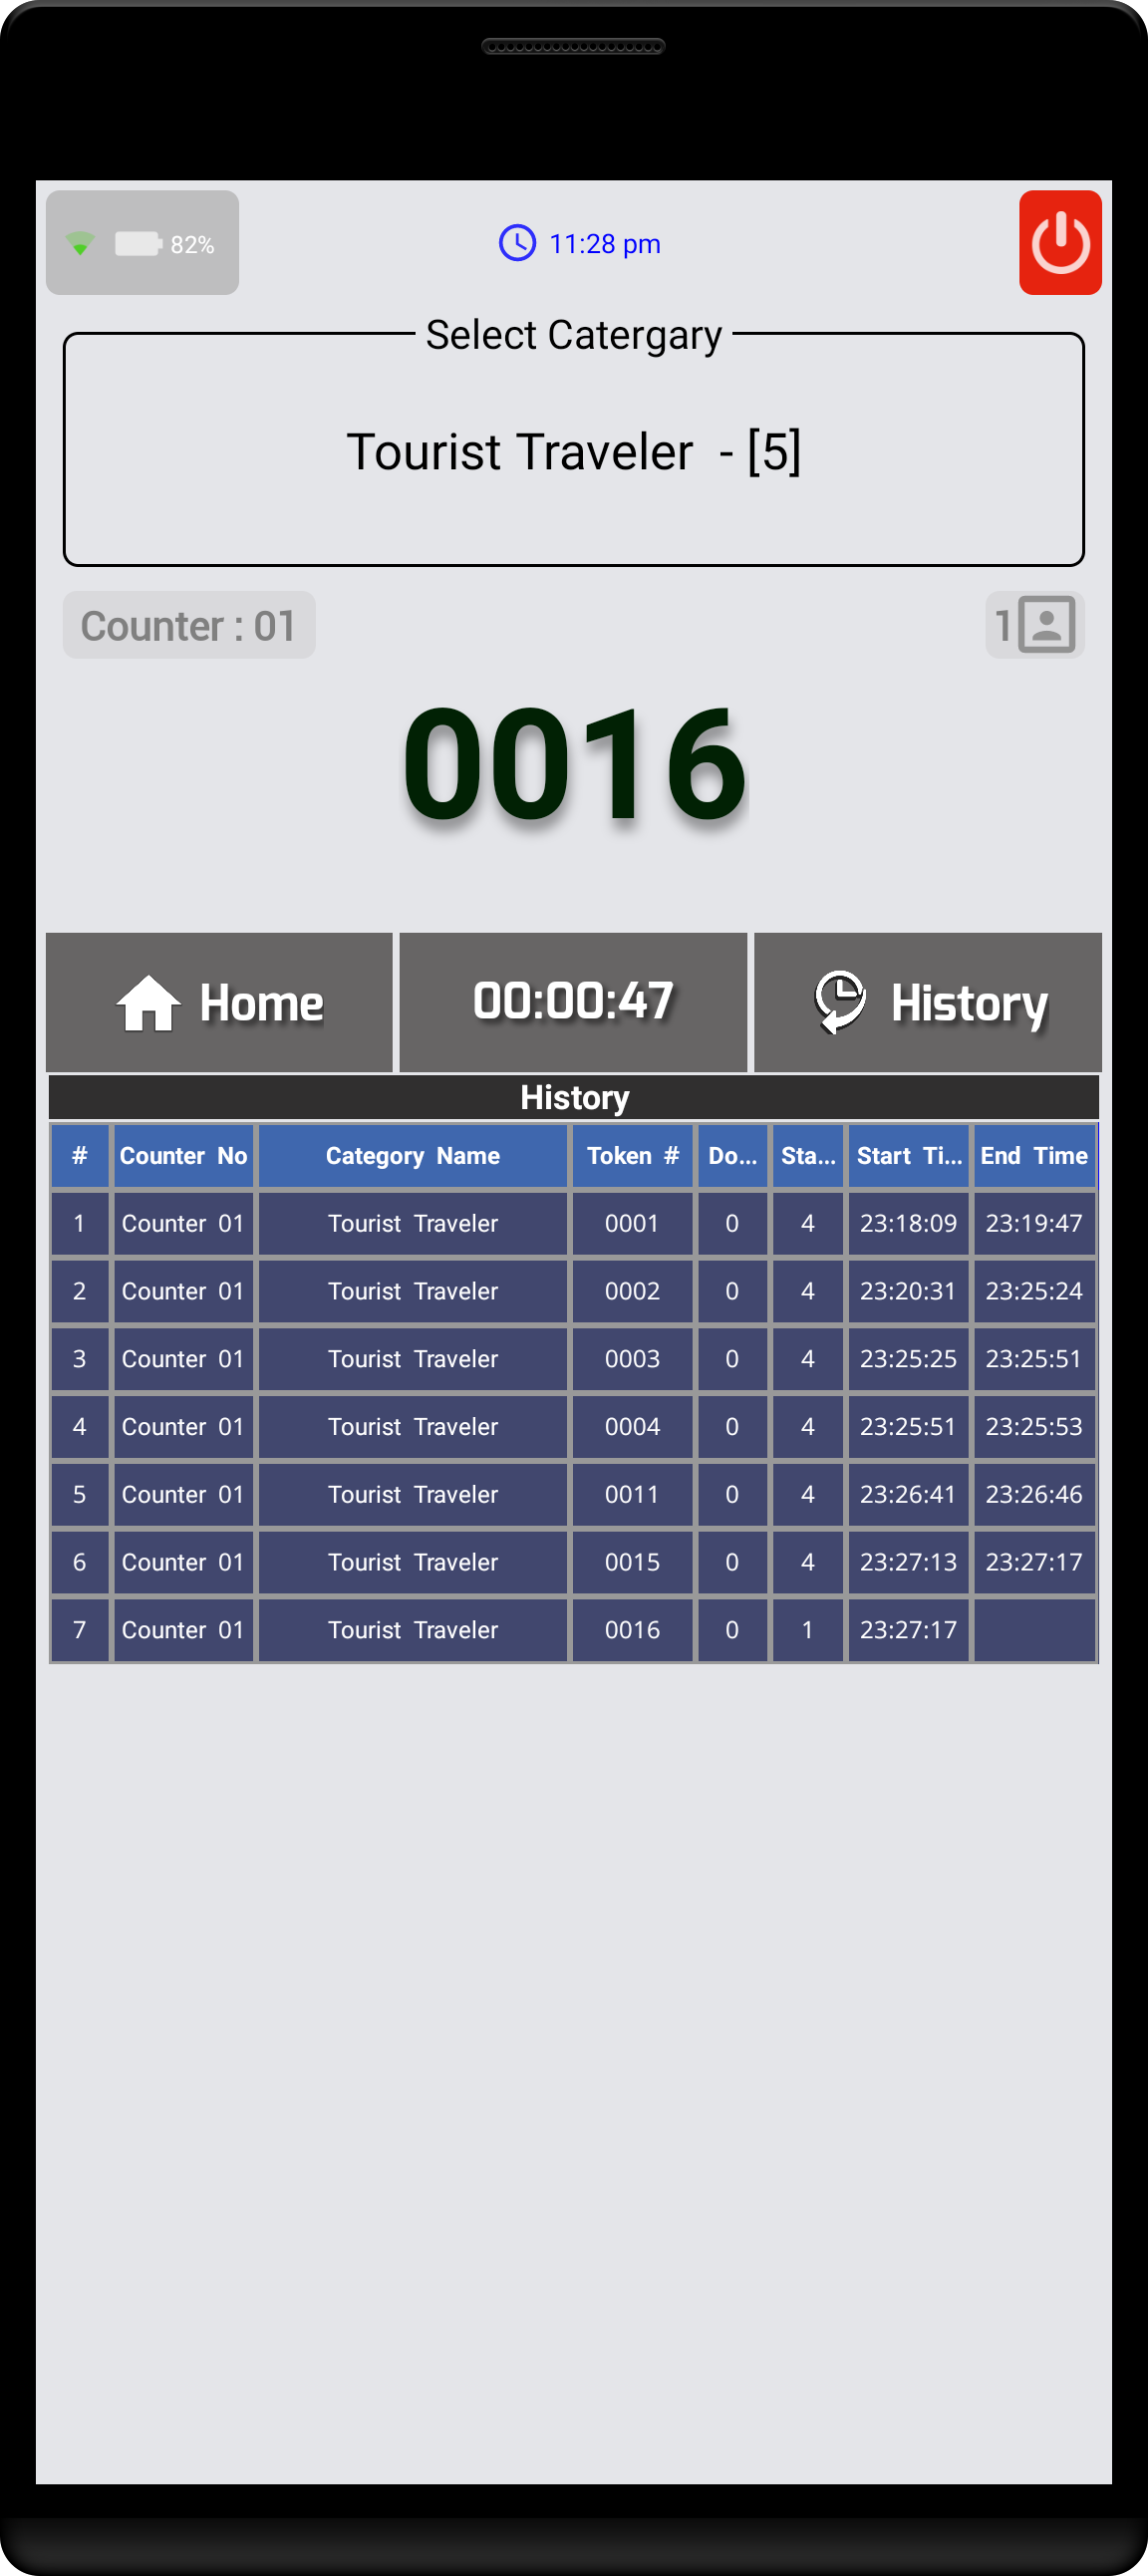 82%
11:28 pm
Select Catergary
Tourist Traveler - [5]
Counter : 01
1
0016
Home
00:00:47
History
History
# Counter No Category Name Token # Do... Sta... Start Ti... End Time
1 Counter 01 Tourist Traveler 0001 0 4 23:18:09 23:19:47
2 Counter 01 Tourist Traveler 0002 0 4 23:20:31 23:25:24
3 Counter 01 Tourist Traveler 0003 0 4 23:25:25 23:25:51
4 Counter 01 Tourist Traveler 0004 0 4 23:25:51 23:25:53
5 Counter 01 Tourist Traveler 0011 0 4 23:26:41 23:26:46
6 Counter 01 Tourist Traveler 0015 0 4 23:27:13 23:27:17
7 Counter 01 Tourist Traveler 0016 0 1 23:27:17